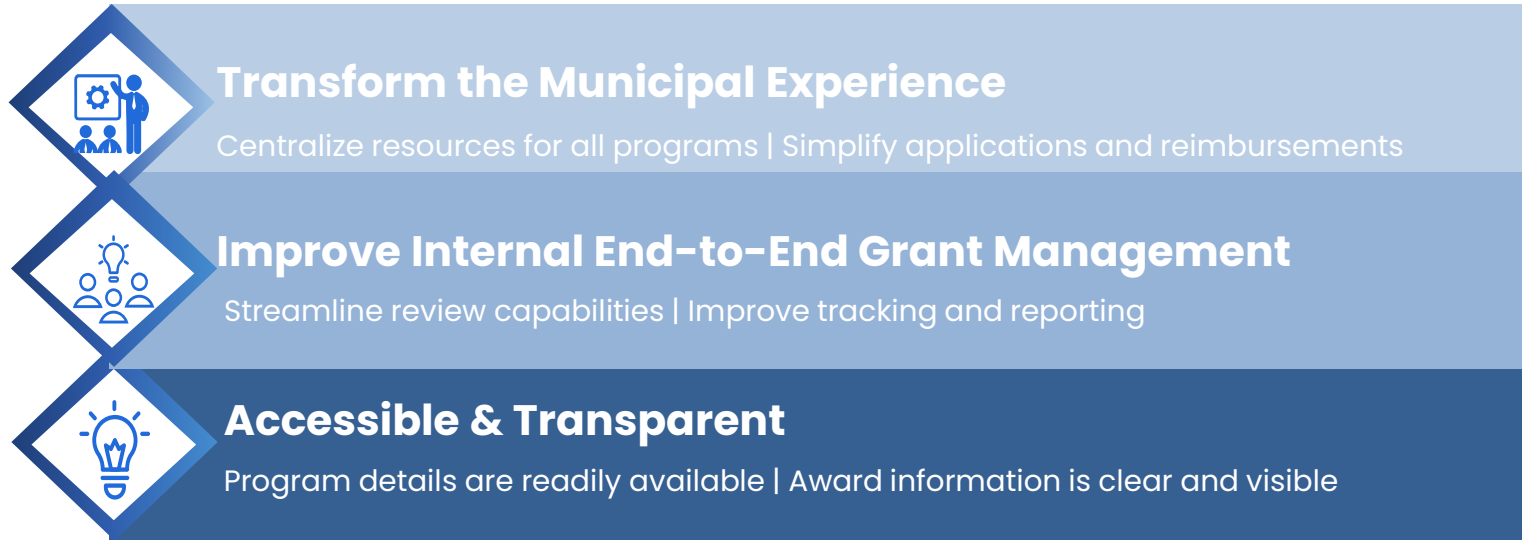 Transform the Municipal Experience
Centralize resources for all programs | Simplify applications and reimbursements
Improve Internal End-to-End Grant Management
Streamline review capabilities | Improve tracking and reporting
Accessible & Transparent
Program details are readily available | Award information is clear and visible